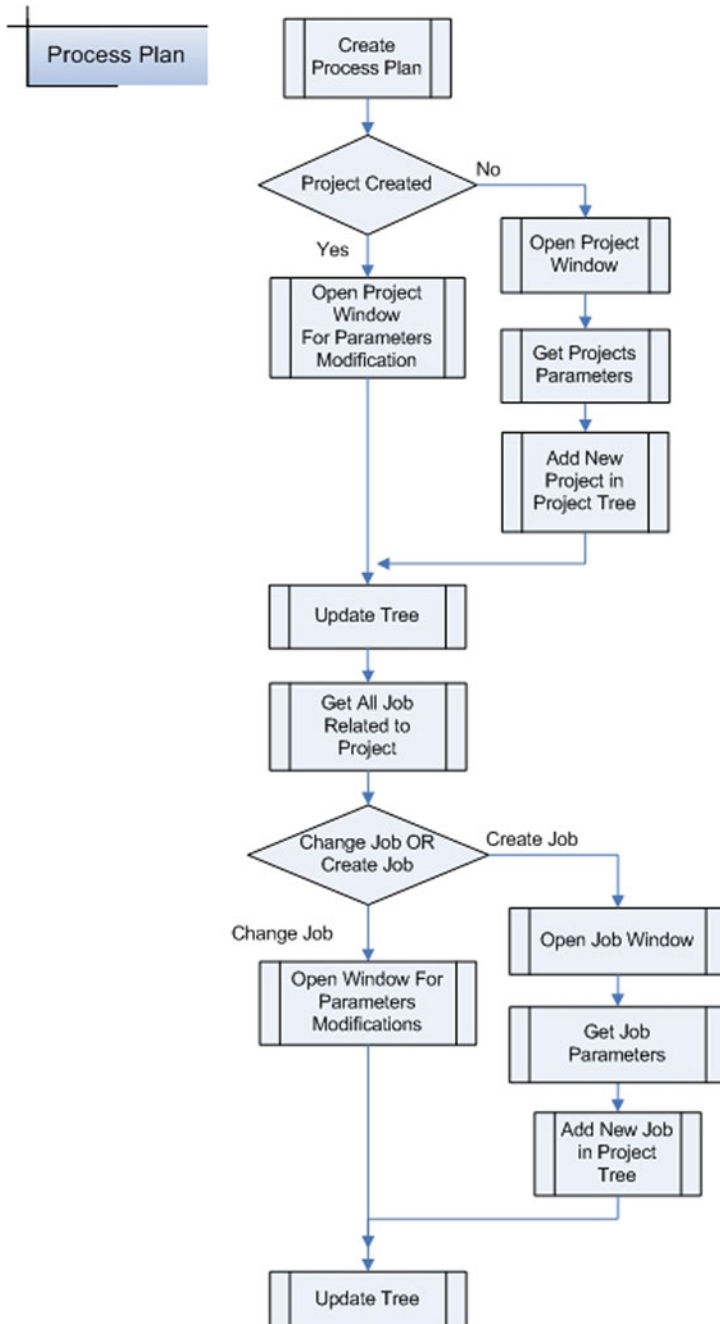 Process Plan
Create
Process Plan
Project Created
No
Yes
Open Project
Window
Open Project
Window
For Parameters
Modification
Get Projects
Parameters
Add New
Project in
Project Tree
Update Tree
Get All Job
Related to
Project
Change Job OR
Create Job
Create Job
Change Job
Open Job Window
Open Window For
Parameters
Modifications
Get Job
Parameters
Add New Job
in Project
Tree
Update Tree